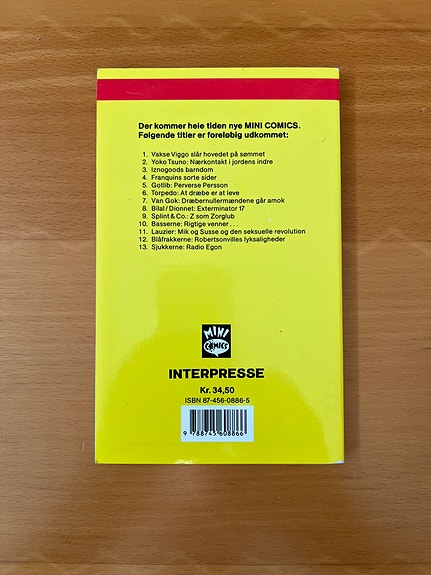 Der kommer heie tiden nye MINI COMICS.
Følgende titler er foreløbig udkommet:
1. Vakse Viggo slår hovedet på sømmet
2. Yoko Tsuno: Nærkontakt i jordens indre
3. Iznogoods barndom
4. Franquins sorte sider
5. Gotlib: Perverse Persson
6. Torpedo: At dræbe er at leve
7. Van Gok: Dræbernullermændene går amok
8. Bilal/Dionnet: Exterminator 17
9. Splint & Co.: Z som Zorglub
10. Basserne: Rigtige venner...
11. Lauzier: Mik og Susse og den seksuelle revolution
12. Blåfrakkerne: Robertsonvilles lyksaligheder
13. Sjukkerne: Radio Egon
MINI
COMICS
INTERPRESSE
Kr. 34,50
ISBN 87-456-0886-5
9 788745 608866